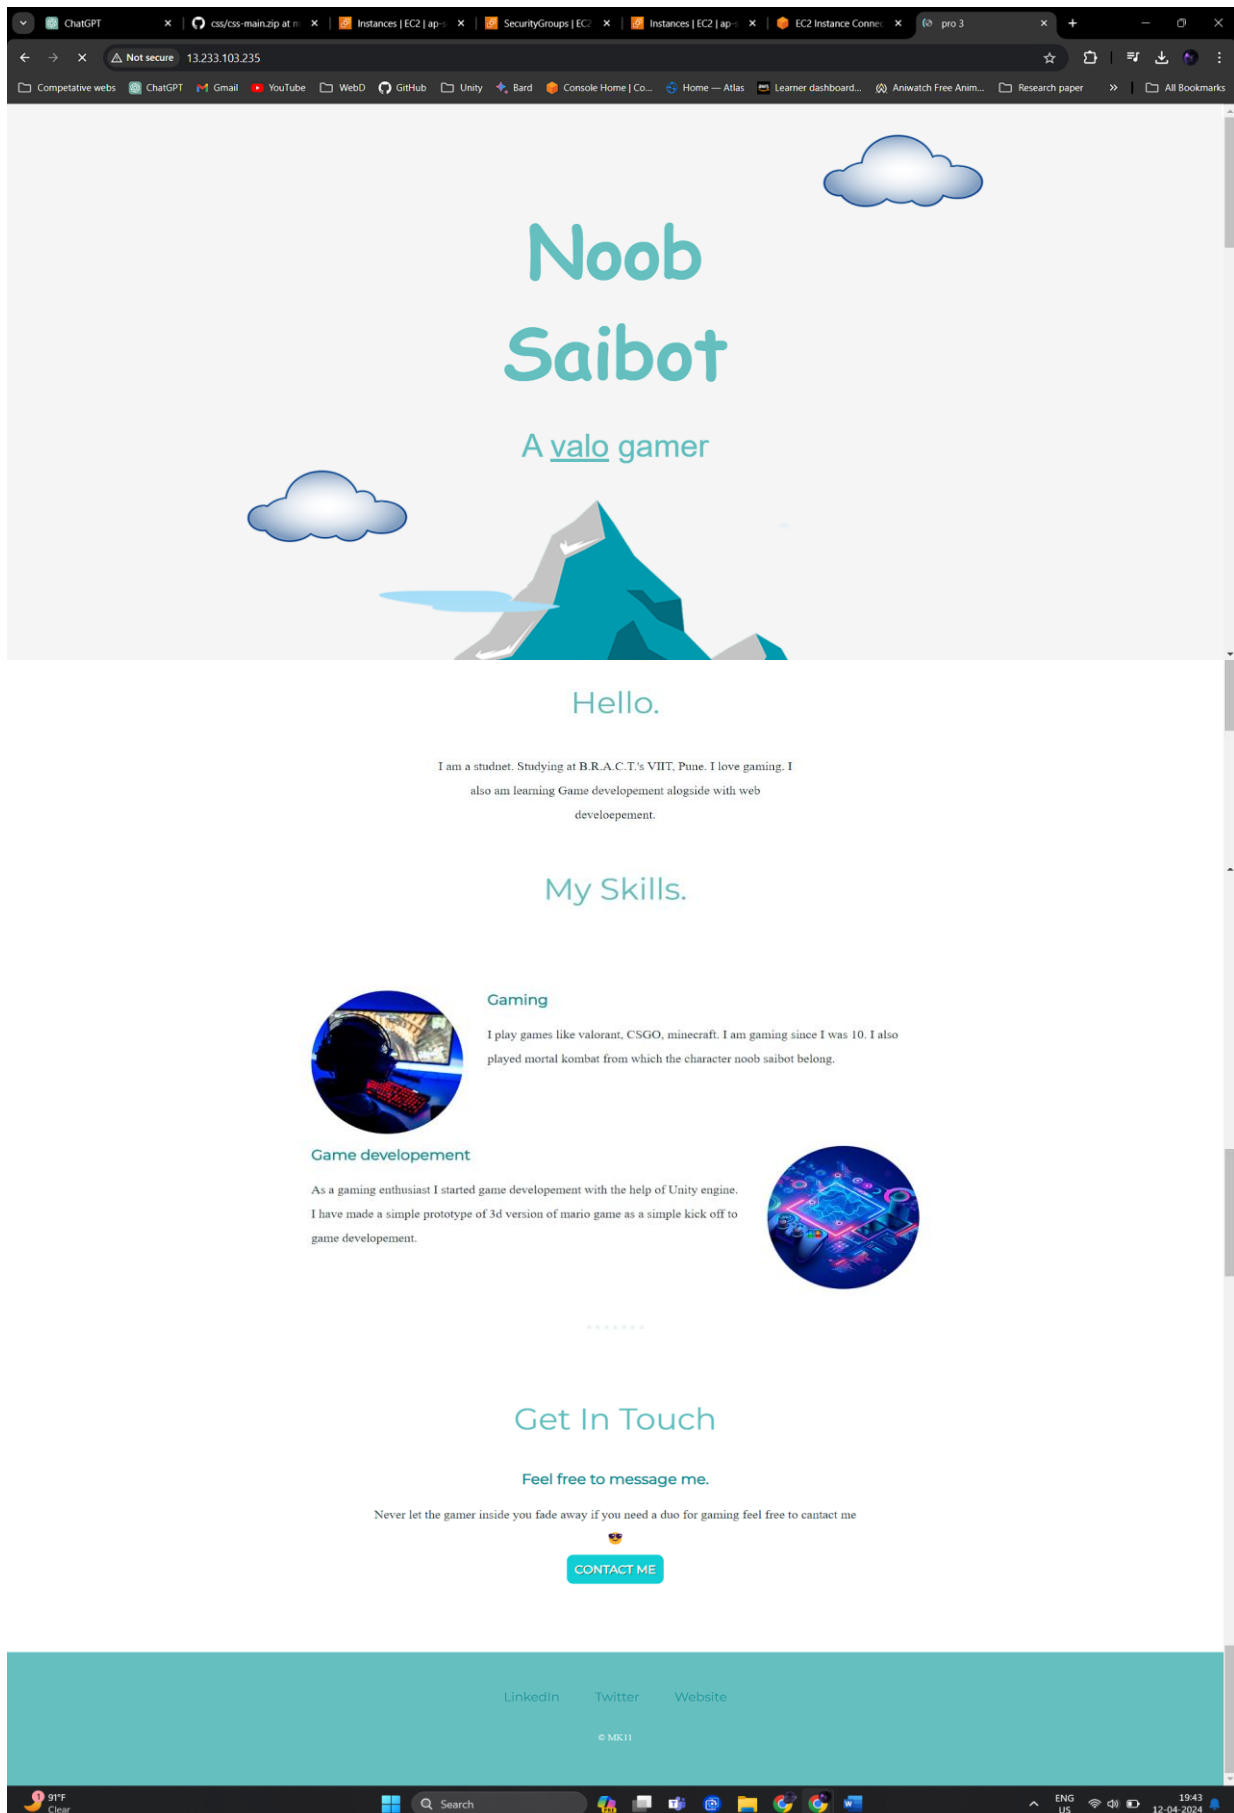 ChatGPT
css/css-main.zip at m
Instances | EC2 | ap-s
SecurityGroups | EC2
Instances | EC2 | ap-s
EC2 Instance Connec
pro 3
Not secure 13.233.103.235
Competative webs ChatGPT Gmail YouTube WebD GitHub Unity Bard Console Home | Co... Home — Atlas Learner dashboard... Aniwatch Free Anim... Research paper » All Bookmarks
Noob
Saibot
A valo gamer
Hello.
I am a studnet. Studying at B.R.A.C.T.'s VIIT, Pune. I love gaming. I
also am learning Game developement alogside with web
develoepement.
My Skills.
Gaming
I play games like valorant, CSGO, minecraft. I am gaming since I was 10. I also
played mortal kombat from which the character noob saibot belong.
Game developement
As a gaming enthusiast I started game developement with the help of Unity engine.
I have made a simple prototype of 3d version of mario game as a simple kick off to
game developement.
Get In Touch
Feel free to message me.
Never let the gamer inside you fade away if you need a duo for gaming feel free to cantact me
😎
CONTACT ME
LinkedIn Twitter Website
© MK11
1
91°F
Clear
Search
PRE
ENG
US
19:43
12-04-2024